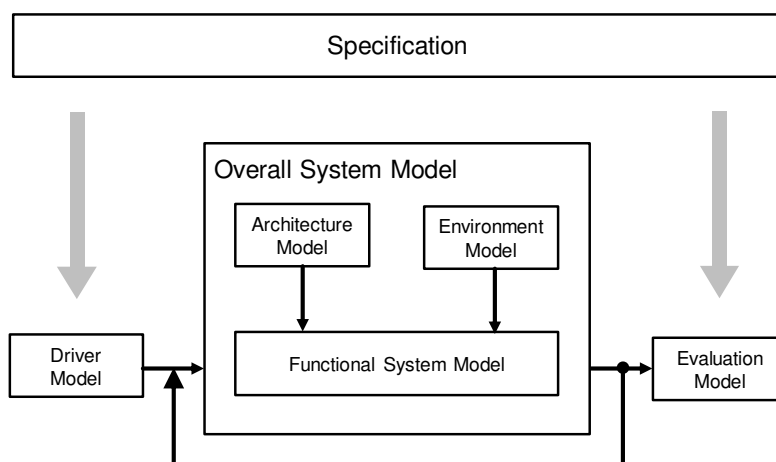 Specification
Overall System Model
Architecture
Model
Environment
Model
Functional System Model
Driver
Model
Evaluation
Model